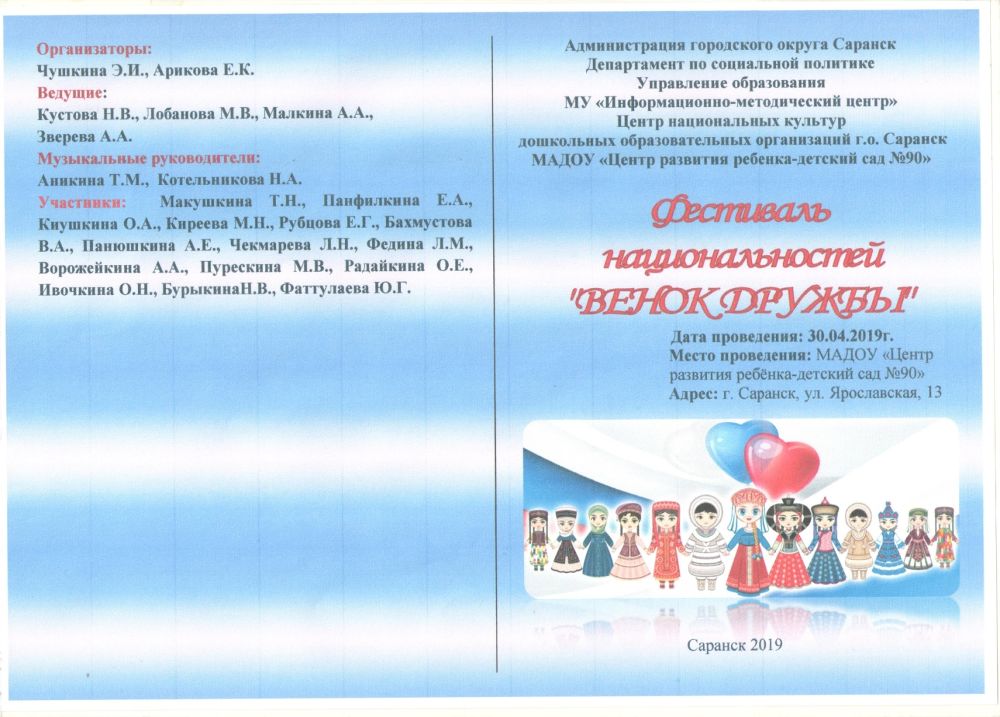 Организаторы:
Чушкина Э.И., Арикова Е.К.
Ведущие:
Кустова Н.В., Лобанова М.В., Малкина А.А.,
Зверева А.А.
Музыкальные руководители:
Аникина Т.М., Котельникова Н.А.
Участники: Макушкина Т.Н., Панфилкина Е.А.,
Киушкина О.А., Киреева М.Н., Рубцова Е.Г., Бахмустова
В.А., Панюшкина А.Е., Чекмарева Л.Н., Федина Л.М.,
Ворожейкина А.А., Пурескина М.В., Радайкина О.Е.,
Ивочкина О.Н., БурыкинаН.В., Фаттулаева Ю.Г.
Администрация городского округа Саранск
Департамент по социальной политике
Управление образования
МУ «Информационно-методический центр»
Центр национальных культур
дошкольных образовательных организаций г.о. Саранск
МАДОУ «Центр развития ребенка-детский сад №90»
Фестиваль
национальностей
"ВЕНОК ДРУЖБЫ"
Дата проведения: 30.04.2019г.
Место проведения: МАДОУ «Центр
развития ребёнка-детский сад №90»
Адрес: г. Саранск, ул. Ярославская, 13
Саранск 2019